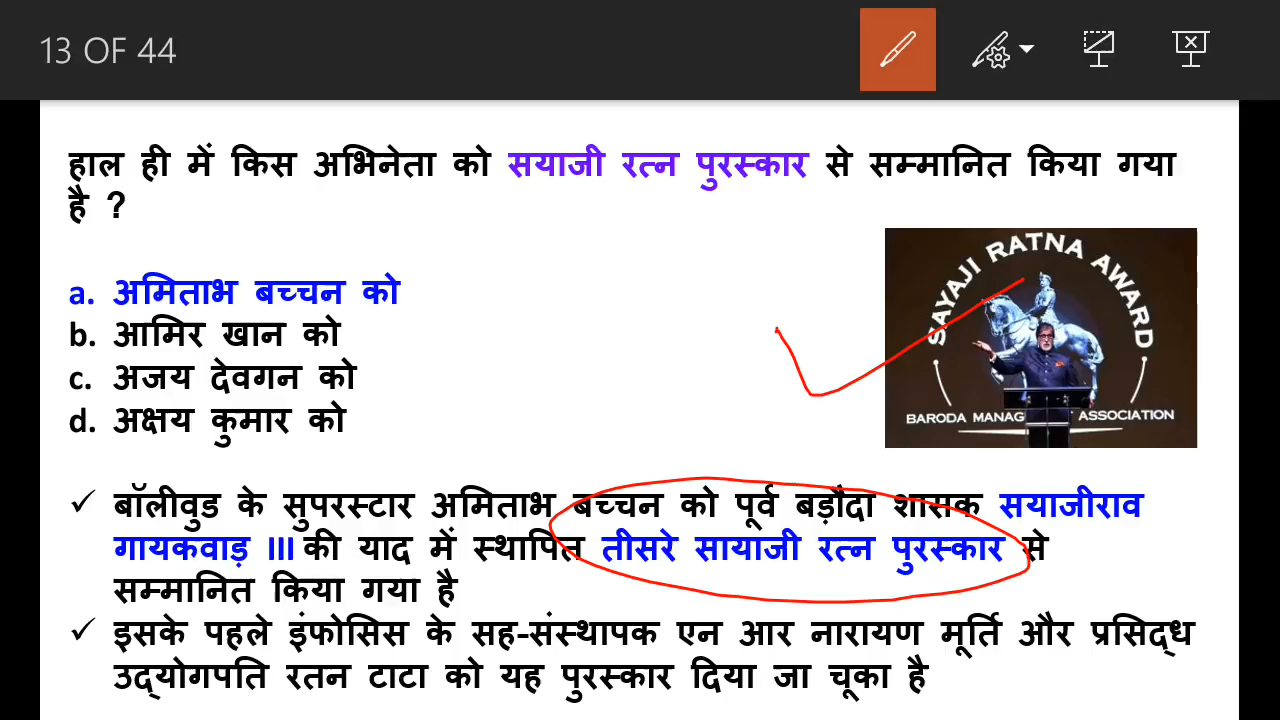 13 OF 44
हाल ही में किस अभिनेता को सयाजी रत्न पुरस्कार से सम्मानित किया गया
है ?
a. अमिताभ बच्चन को
b. आमिर खान को
c. अजय देवगन को
d. अक्षय कुमार को
SAYAJI RATNA AWARD
BARODA MANAG T ASSOCIATION
✓ बॉलीवुड के सुपरस्टार अमिताभ बच्चन को पूर्व बड़ौदा शासक सयाजीराव
गायकवाड़ III की याद में स्थापित तीसरे सायाजी रत्न पुरस्कार से
सम्मानित किया गया है
✓ इसके पहले इंफोसिस के सह-संस्थापक एन आर नारायण मूर्ति और प्रसिद्ध
उद्योगपति रतन टाटा को यह पुरस्कार दिया जा चूका है